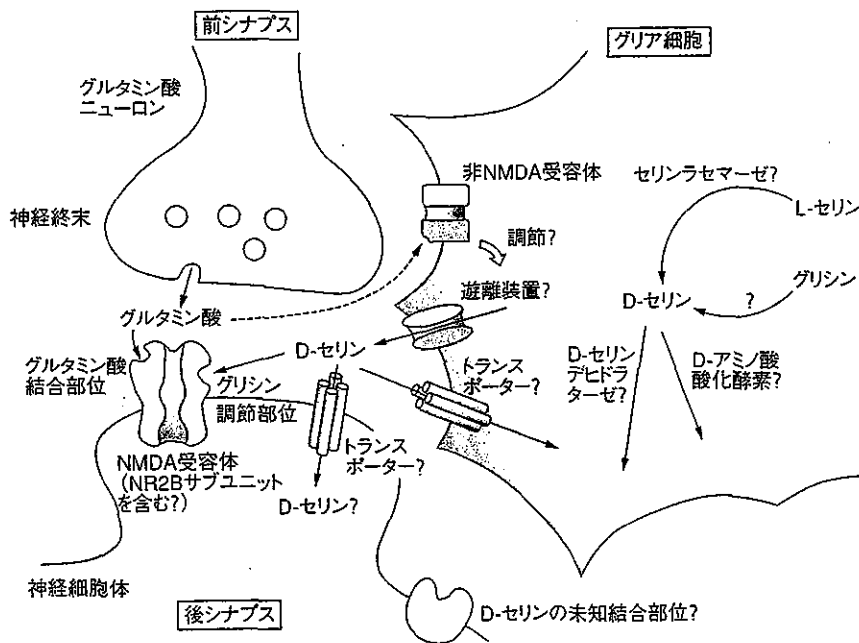 前シナプス
グリア細胞
グルタミン酸
ニューロン
神経終末
非NMDA受容体
セリンラセマーゼ?
L-セリン
調節?
グリシン
遊離装置?
?
D-セリン
グルタミン酸
D-セリン
グルタミン酸
結合部位
グリシン
調節部位
トランス
ポーター?
D-セリン
デヒドラ
ターゼ?
D-アミノ酸
酸化酵素?
NMDA受容体
(NR2Bサブユニット
を含む?)
トランス
ポーター?
D-セリン?
神経細胞体
後シナプス
D-セリンの未知結合部位?